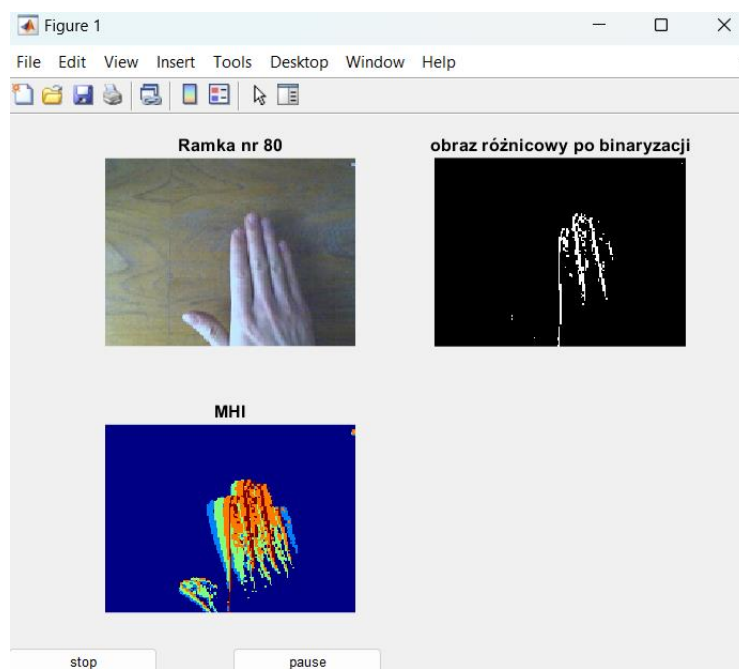 Figure 1
File Edit View Insert Tools Desktop Window Help
Ramka nr 80
obraz różnicowy po binaryzacji
MHI
stop
pause